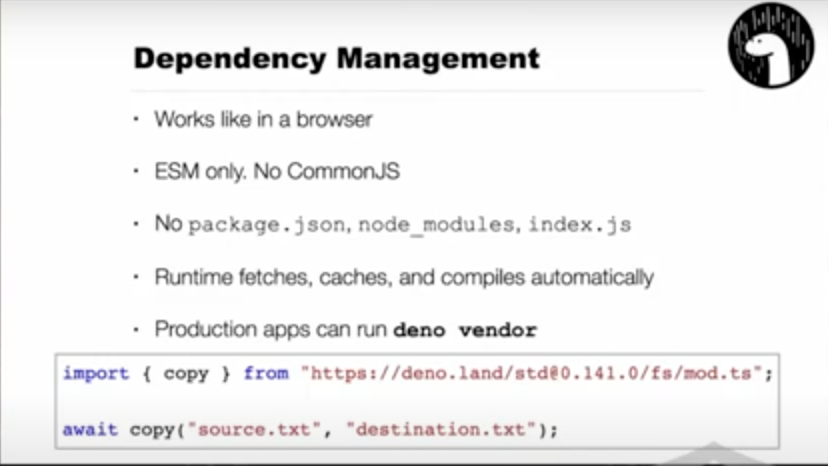 Dependency Management
· Works like in a browser
· ESM only. No CommonJS
· No package.json, node_modules, index.js
· Runtime fetches, caches, and compiles automatically
· Production apps can run deno vendor
import { copy } from "https://deno.land/std@0.141.0/fs/mod.ts";
await copy("source.txt", "destination.txt");